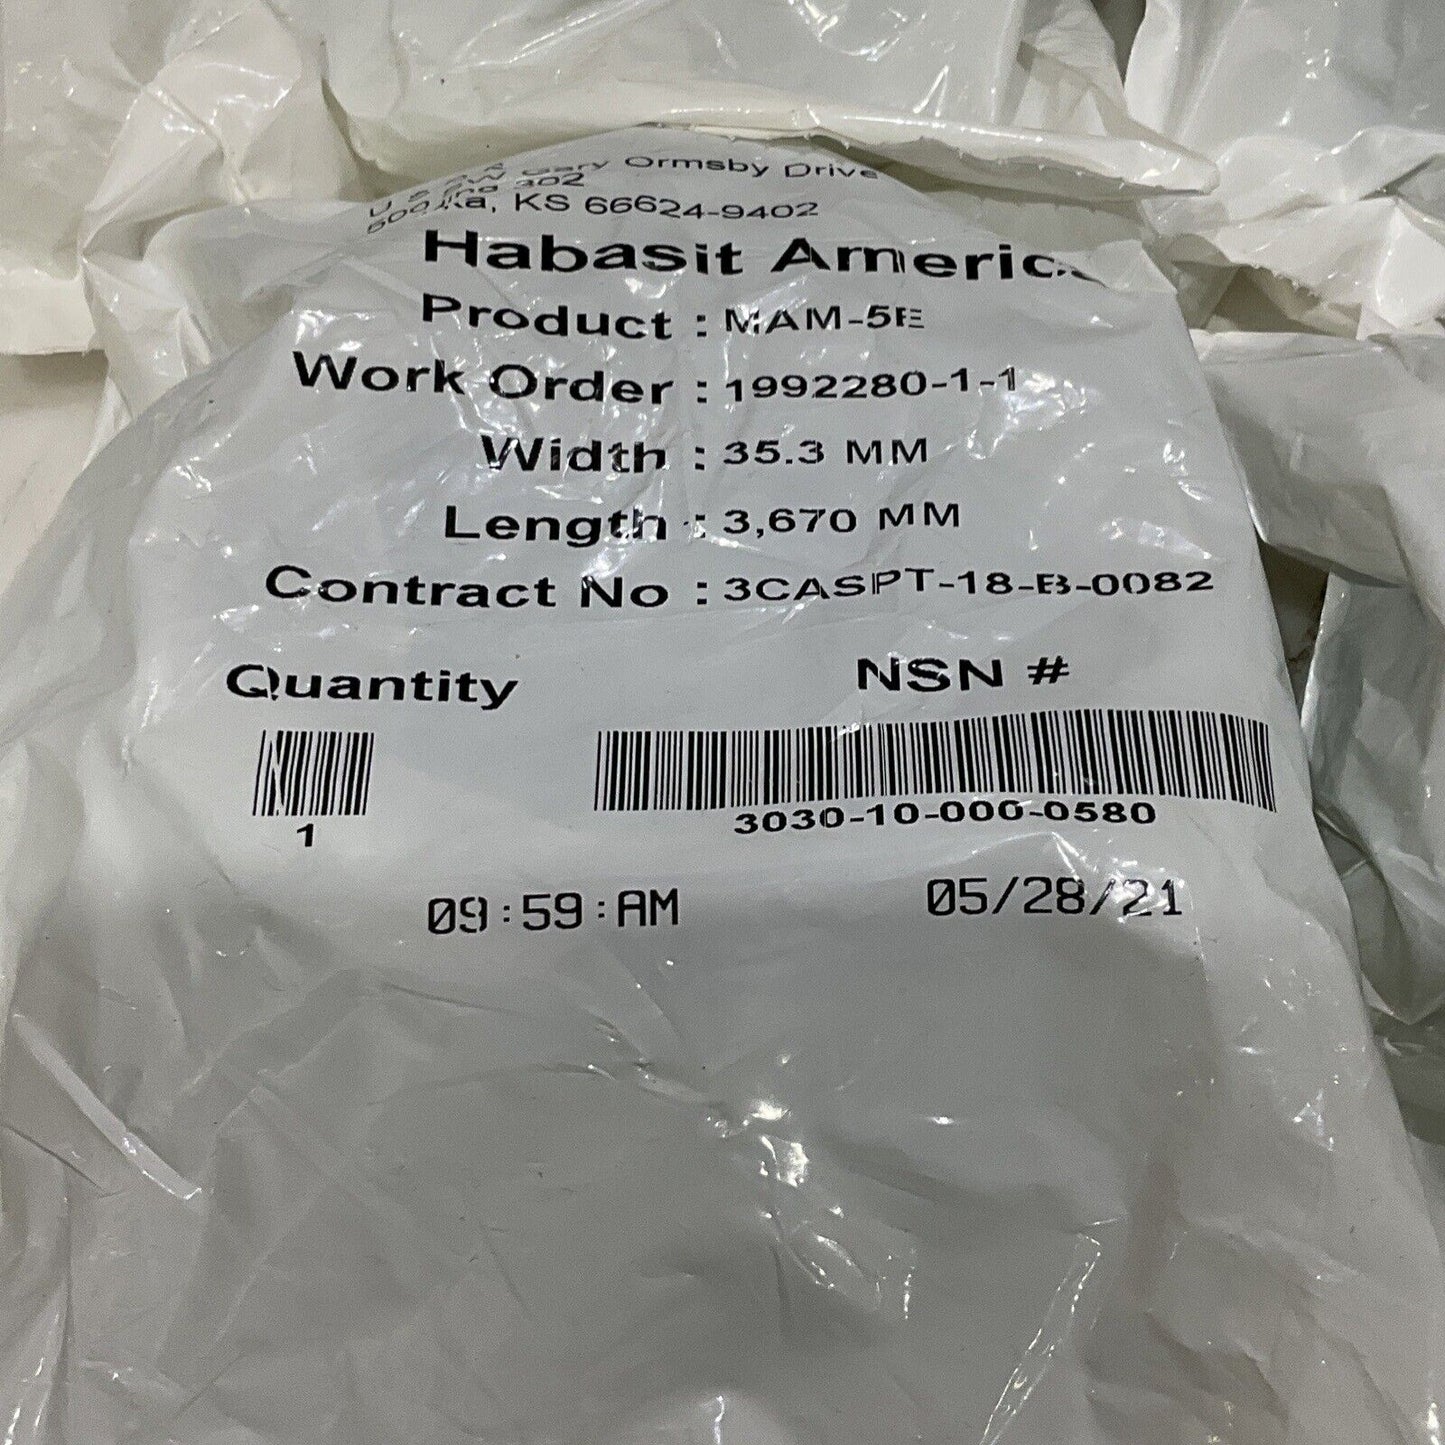 Ormsby Drive
302
KS 66624-9402
Habasit America
Product : MAM-5E
Work Order : 1992280-1-1
Width : 35.3 MM
Length : 3,670 MM
Contract No : 3CASPT-18-B-0082
Quantity NSN #
1 3030-10-000-0580
09:59:AM 05/28/21